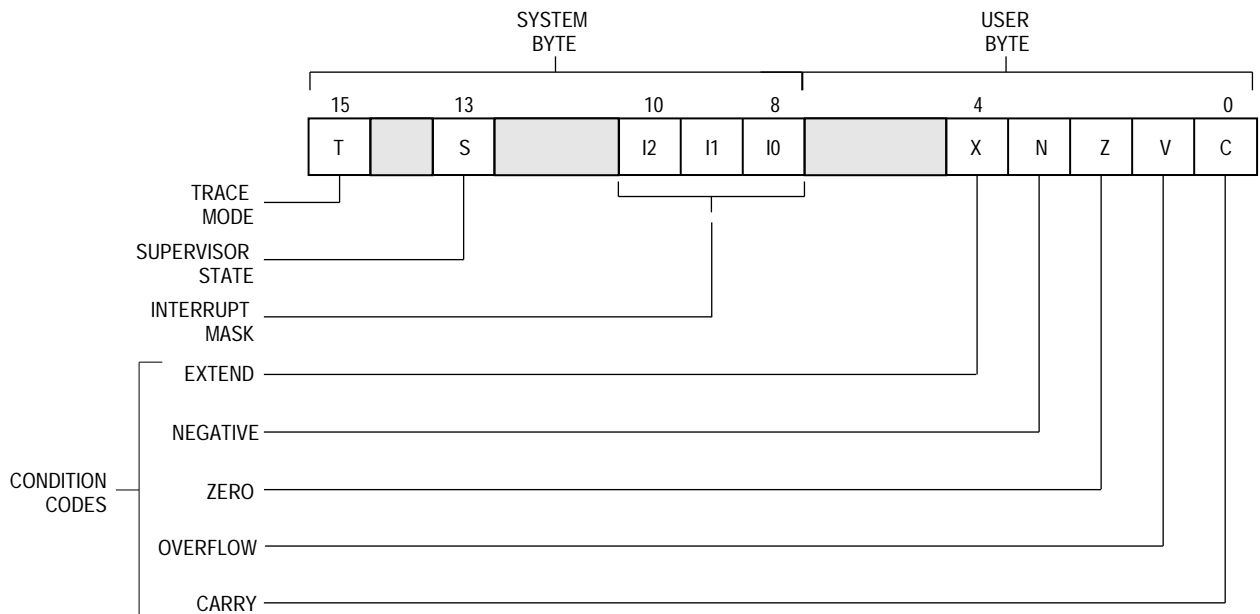 SYSTEM
BYTE
USER
BYTE
15 13 10 8 4 0
T S I2 I1 I0 X N Z V C
TRACE
MODE
SUPERVISOR
STATE
INTERRUPT
MASK
EXTEND
NEGATIVE
CONDITION
CODES
ZERO
OVERFLOW
CARRY